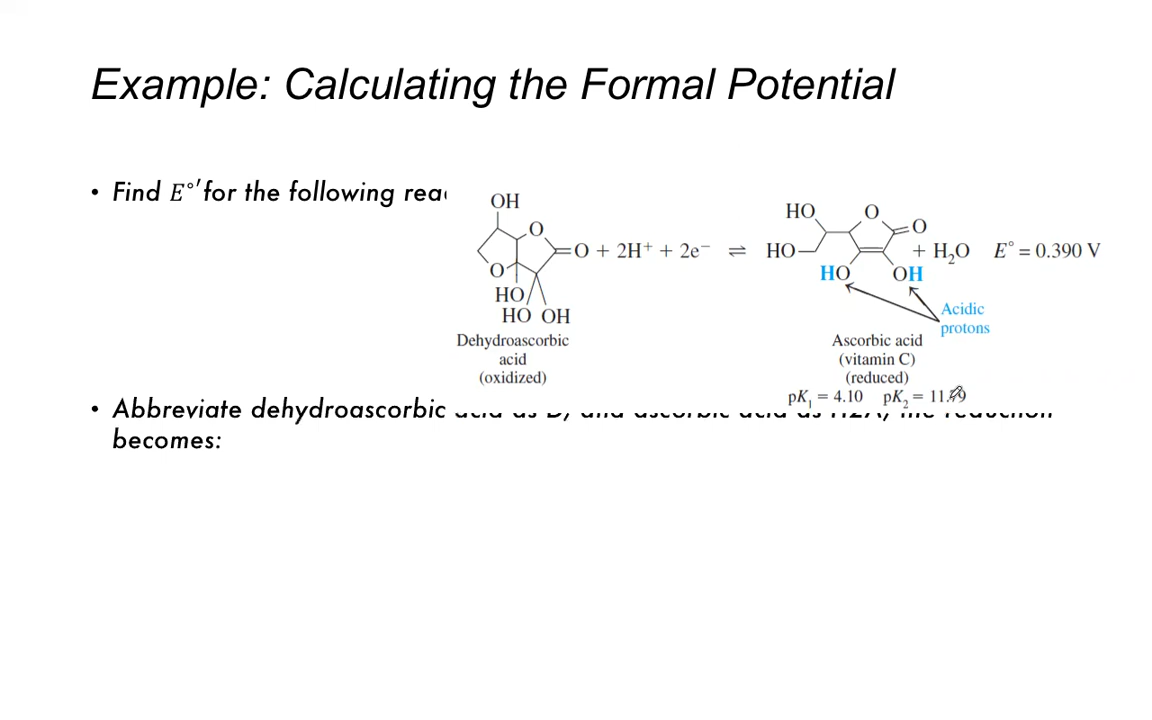 Example: Calculating the Formal Potential
• Find E°′ for the following
OH
O
=O + 2H⁺ + 2e⁻ ⇌
O
HO
HO OH
Dehydroascorbic
acid
(oxidized)
HO
O
O
HO
+ H₂O E° = 0.390 V
HO
OH
Acidic
protons
Ascorbic acid
(vitamin C)
(reduced)
pK₁ = 4.10 pK₂ =
• Abbreviate dehydroascorbic
becomes: